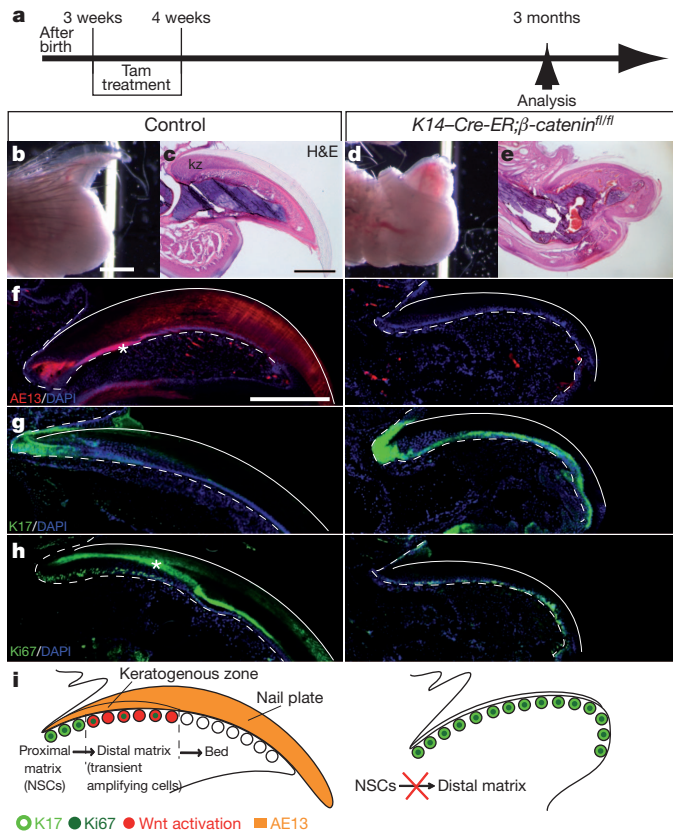 a
3 weeks 4 weeks 3 months
After
birth
Tam
treatment
Analysis
Control
K14–Cre-ER;β-catenin^fl/fl
b
c
kz
H&E
d
e
f
*
AE13/DAPI
g
K17/DAPI
h
*
Ki67/DAPI
i
Keratogenous zone
Nail plate
Proximal
matrix
(NSCs)
Distal matrix
(transient
amplifying cells)
Bed
NSCs
Distal matrix
K17 Ki67 Wnt activation AE13